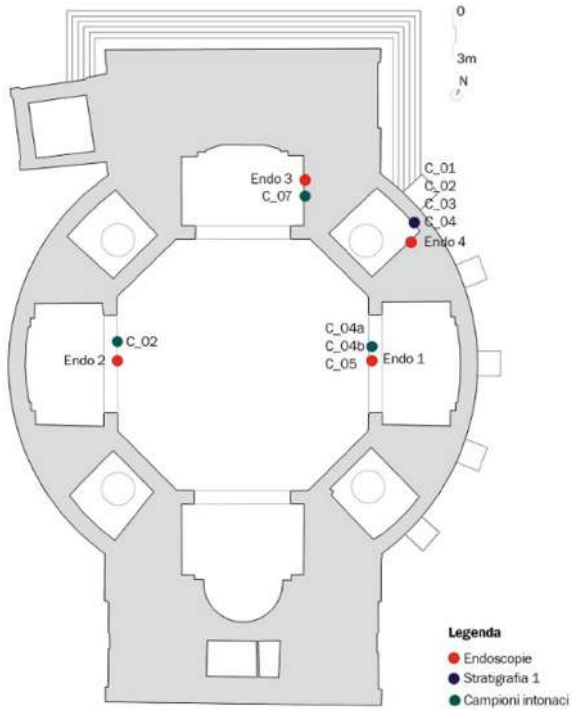 0
3m
N
C_01
C_02
C_03
C_04
Endo 4
Endo 3
C_07
C_02
Endo 2
C_04a
C_04b
C_05
Endo 1
Legenda
Endoscopie
Stratigrafia 1
Campioni intonaci